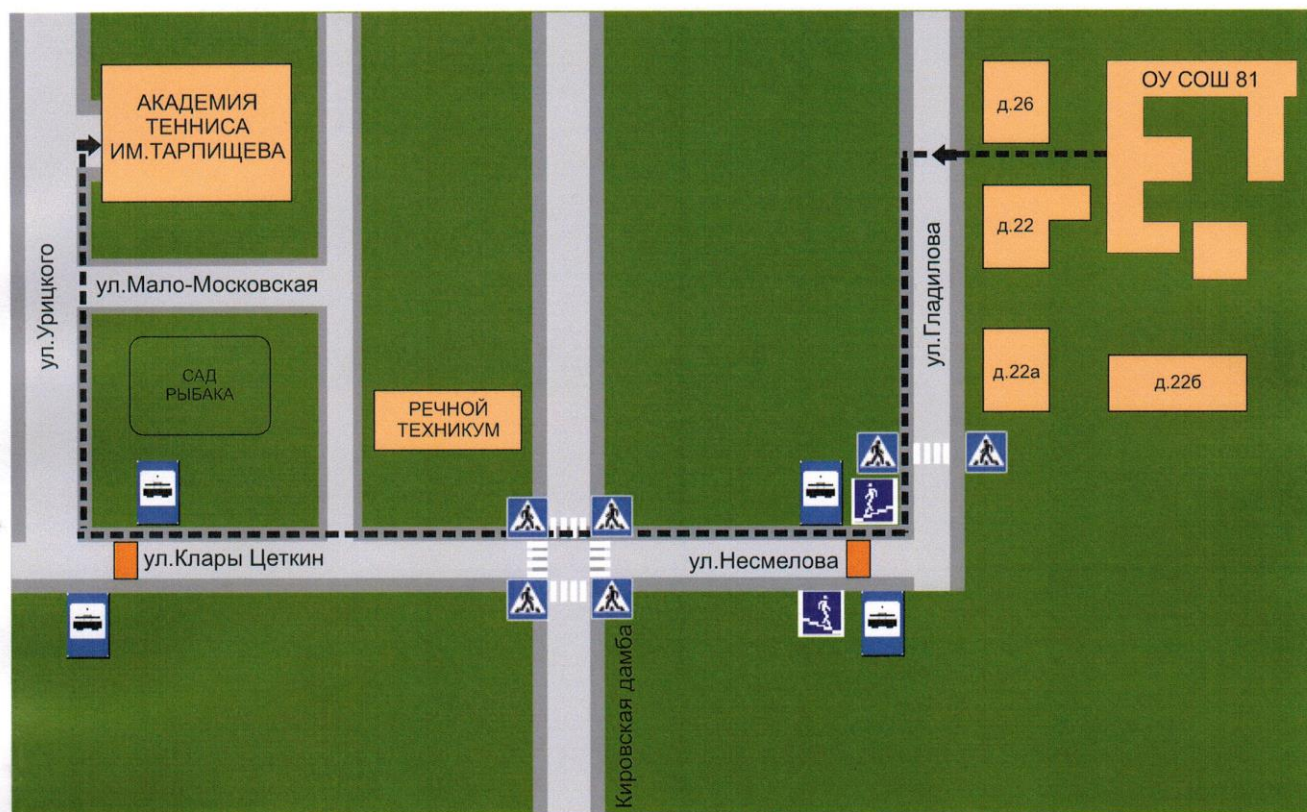 АКАДЕМИЯ
ТЕННИСА
ИМ.ТАРПИЩЕВА
д.26
ОУ СОШ 81
д.22
ул.Урицкого
ул.Мало-Московская
ул.Гладилова
САД
РЫБАКА
РЕЧНОЙ
ТЕХНИКУМ
д.22а
д.22б
ул.Клары Цеткин
ул.Несмелова
Кировская дамба